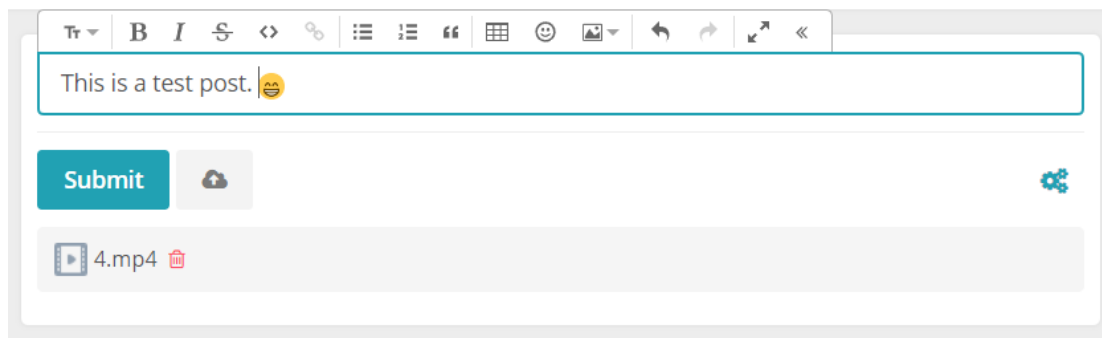 Tт B I S
This is a test post. 😁
Submit
4.mp4